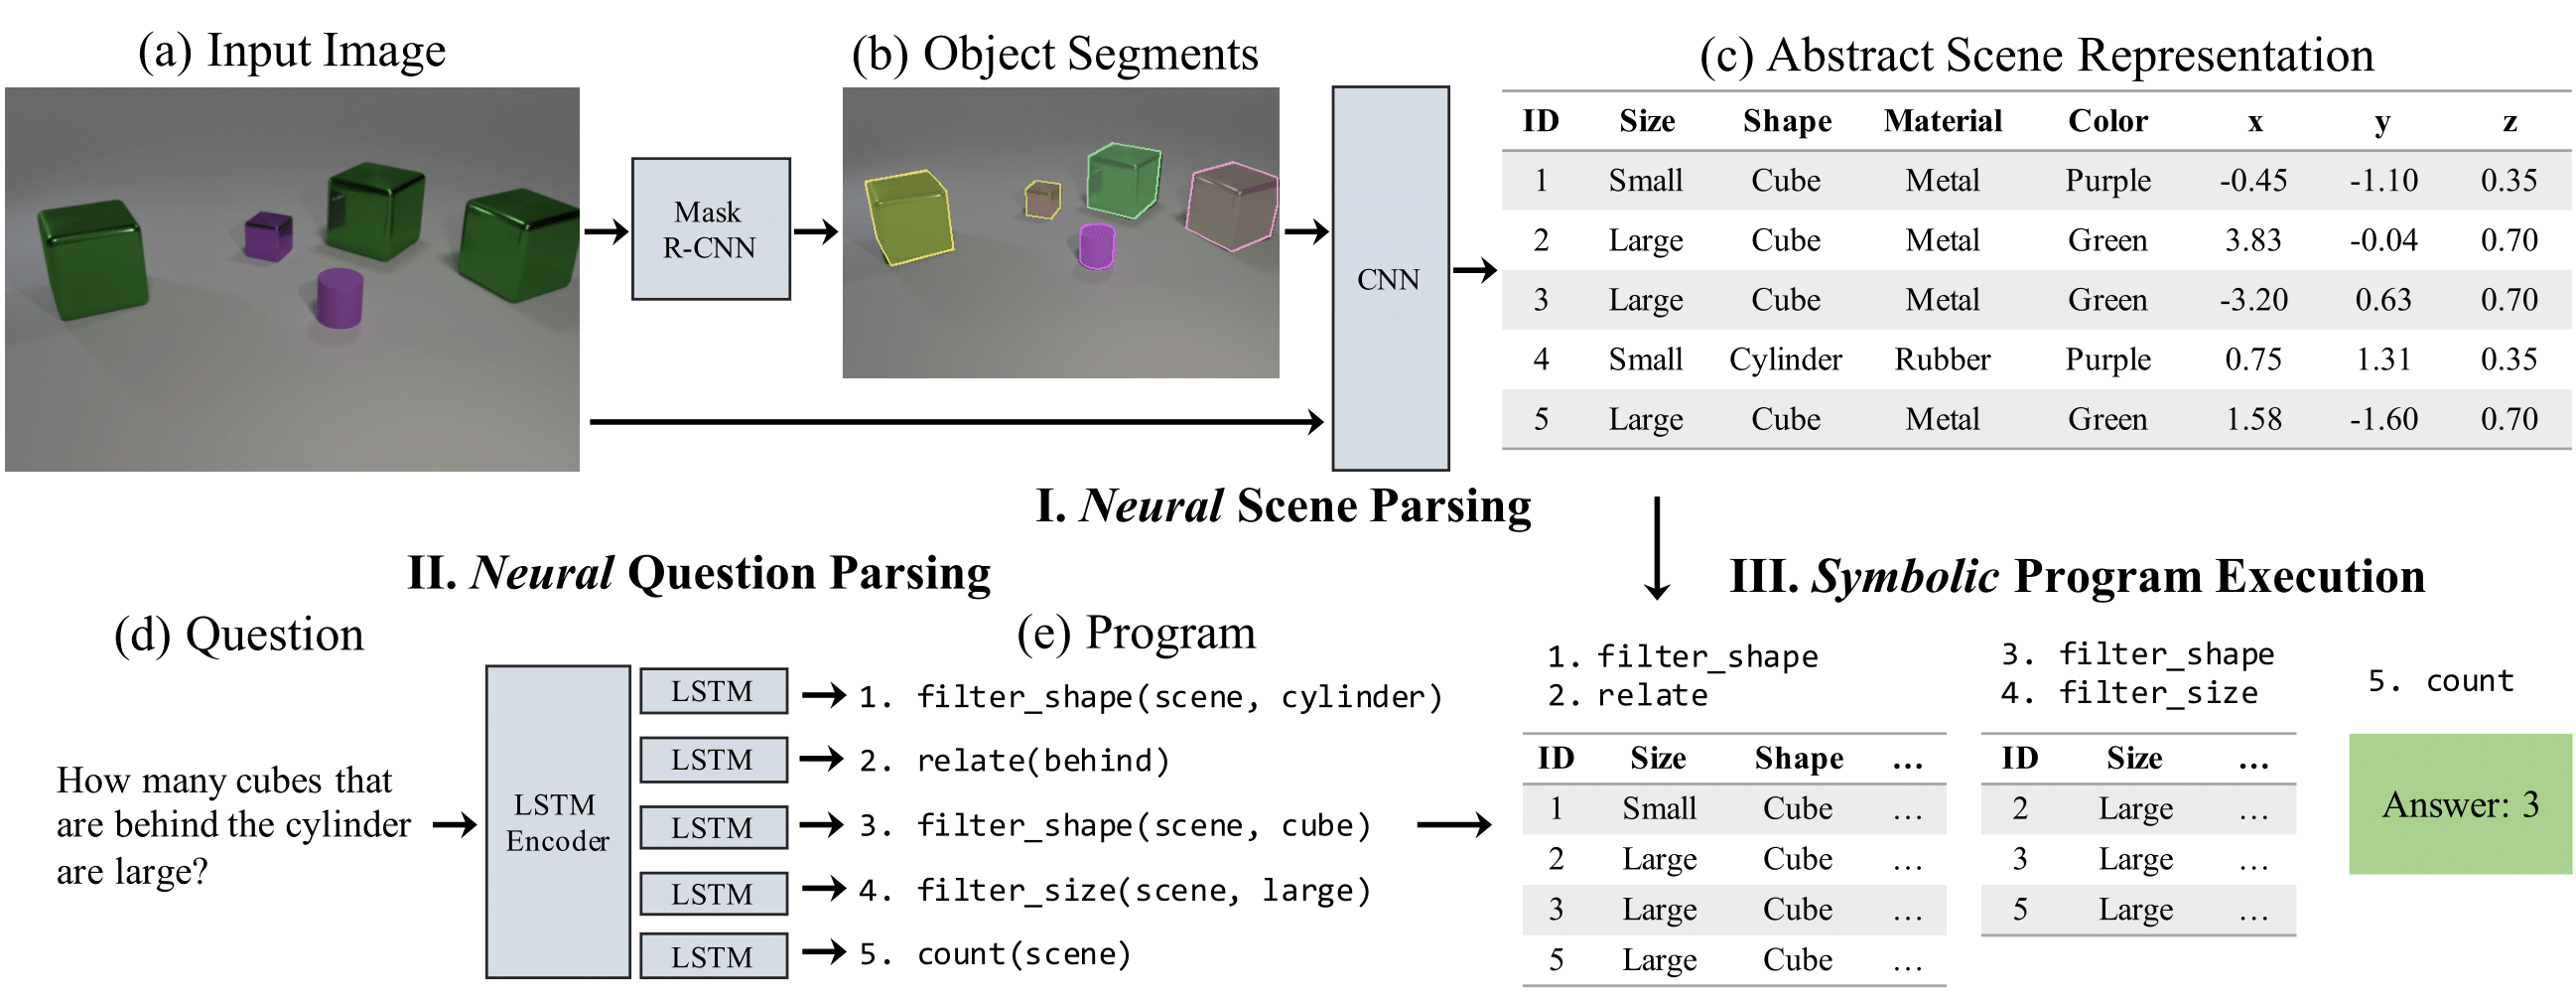 (a) Input Image
(b) Object Segments
(c) Abstract Scene Representation
Mask
R-CNN
CNN
ID Size Shape Material Color x y z
1 Small Cube Metal Purple -0.45 -1.10 0.35
2 Large Cube Metal Green 3.83 -0.04 0.70
3 Large Cube Metal Green -3.20 0.63 0.70
4 Small Cylinder Rubber Purple 0.75 1.31 0.35
5 Large Cube Metal Green 1.58 -1.60 0.70
I. Neural Scene Parsing
II. Neural Question Parsing
III. Symbolic Program Execution
(d) Question
How many cubes that
are behind the cylinder
are large?
LSTM
Encoder
(e) Program
LSTM 1. filter_shape(scene, cylinder)
LSTM 2. relate(behind)
LSTM 3. filter_shape(scene, cube)
LSTM 4. filter_size(scene, large)
LSTM 5. count(scene)
1. filter_shape
2. relate
ID Size Shape ...
1 Small Cube ...
2 Large Cube ...
3 Large Cube ...
5 Large Cube ...
3. filter_shape
4. filter_size
ID Size ...
2 Large ...
3 Large ...
5 Large ...
5. count
Answer: 3